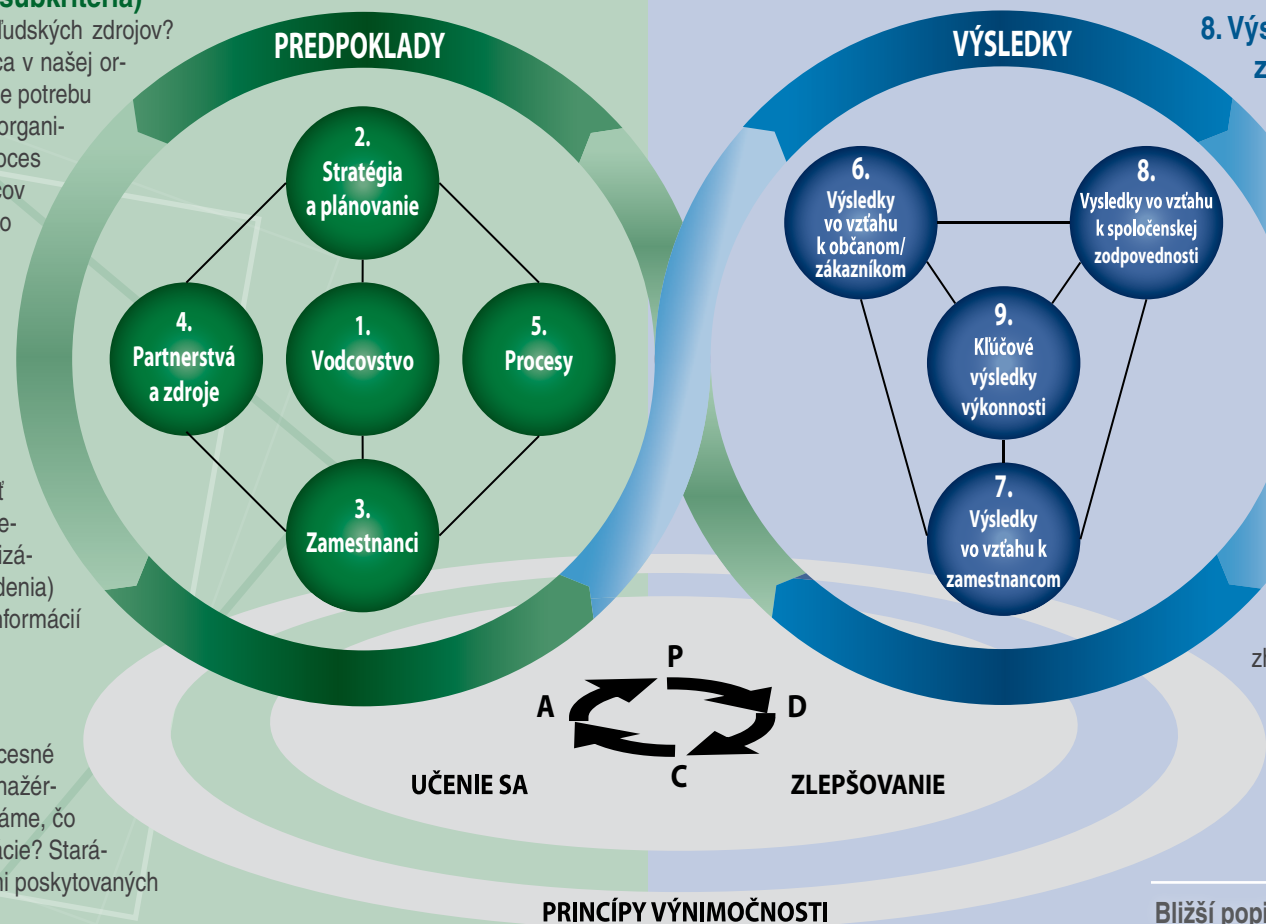 subkritéria)
ľudských zdrojov?
ca v našej or-
e potrebu
organi-
oces
cov
o
ť
e-
izá-
denia)
nformácií
cesné
nažér-
áme, čo
acie? Stará-
ni poskytovaných
PREDPOKLADY
2.
Stratégia
a plánovanie
4.
Partnerstvá
a zdroje
1.
Vodcovstvo
5.
Procesy
3.
Zamestnanci
VÝSLEDKY
6.
Výsledky
vo vzťahu
k občanom/
zákazníkom
8.
Vysledky vo vzťahu
k spoločenskej
zodpovednosti
9.
Kľúčové
výsledky
výkonnosti
7.
Výsledky
vo vzťahu k
zamestnancom
8. Výs
z
zh
P
A
D
C
UČENIE SA
ZLEPŠOVANIE
PRINCÍPY VÝNIMOČNOSTI
Bližší popi